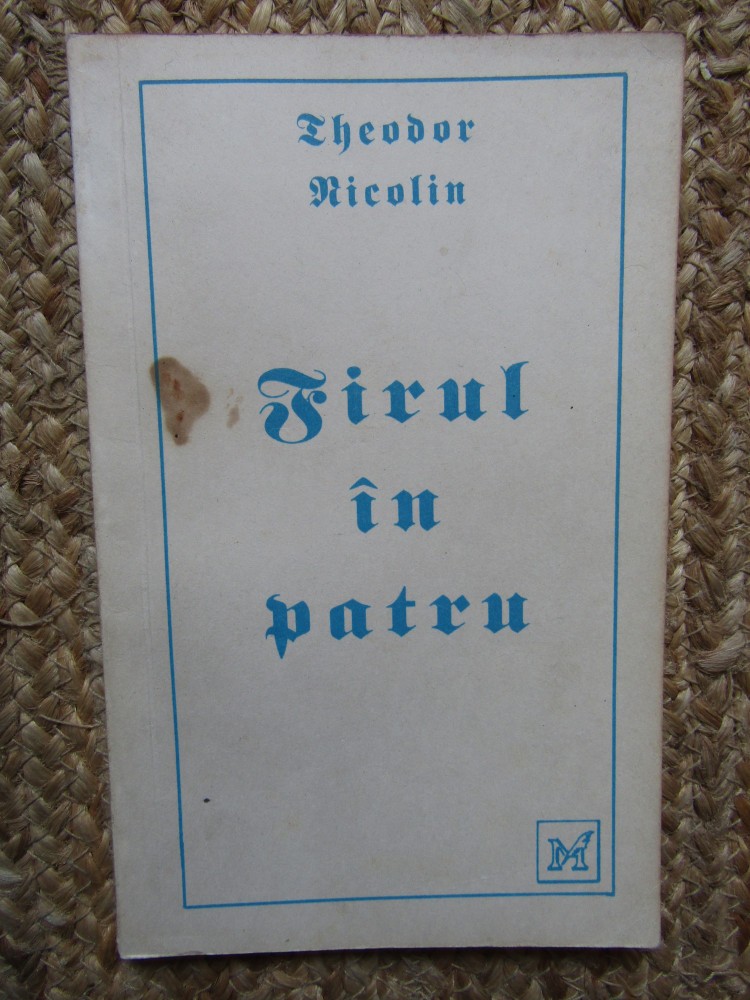 Theodor
Nicolin
Firul
în
patru
M